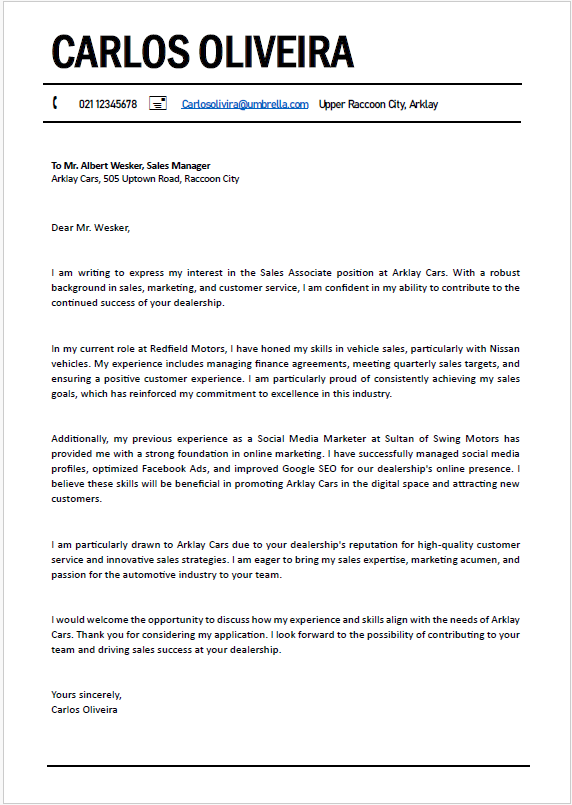 CARLOS OLIVEIRA
021 12345678 Carlosolivira@umbrella.com Upper Raccoon City, Arklay
To Mr. Albert Wesker, Sales Manager
Arklay Cars, 505 Uptown Road, Raccoon City
Dear Mr. Wesker,
I am writing to express my interest in the Sales Associate position at Arklay Cars. With a robust
background in sales, marketing, and customer service, I am confident in my ability to contribute to the
continued success of your dealership.
In my current role at Redfield Motors, I have honed my skills in vehicle sales, particularly with Nissan
vehicles. My experience includes managing finance agreements, meeting quarterly sales targets, and
ensuring a positive customer experience. I am particularly proud of consistently achieving my sales
goals, which has reinforced my commitment to excellence in this industry.
Additionally, my previous experience as a Social Media Marketer at Sultan of Swing Motors has
provided me with a strong foundation in online marketing. I have successfully managed social media
profiles, optimized Facebook Ads, and improved Google SEO for our dealership's online presence. I
believe these skills will be beneficial in promoting Arklay Cars in the digital space and attracting new
customers.
I am particularly drawn to Arklay Cars due to your dealership's reputation for high-quality customer
service and innovative sales strategies. I am eager to bring my sales expertise, marketing acumen, and
passion for the automotive industry to your team.
I would welcome the opportunity to discuss how my experience and skills align with the needs of Arklay
Cars. Thank you for considering my application. I look forward to the possibility of contributing to your
team and driving sales success at your dealership.
Yours sincerely,
Carlos Oliveira